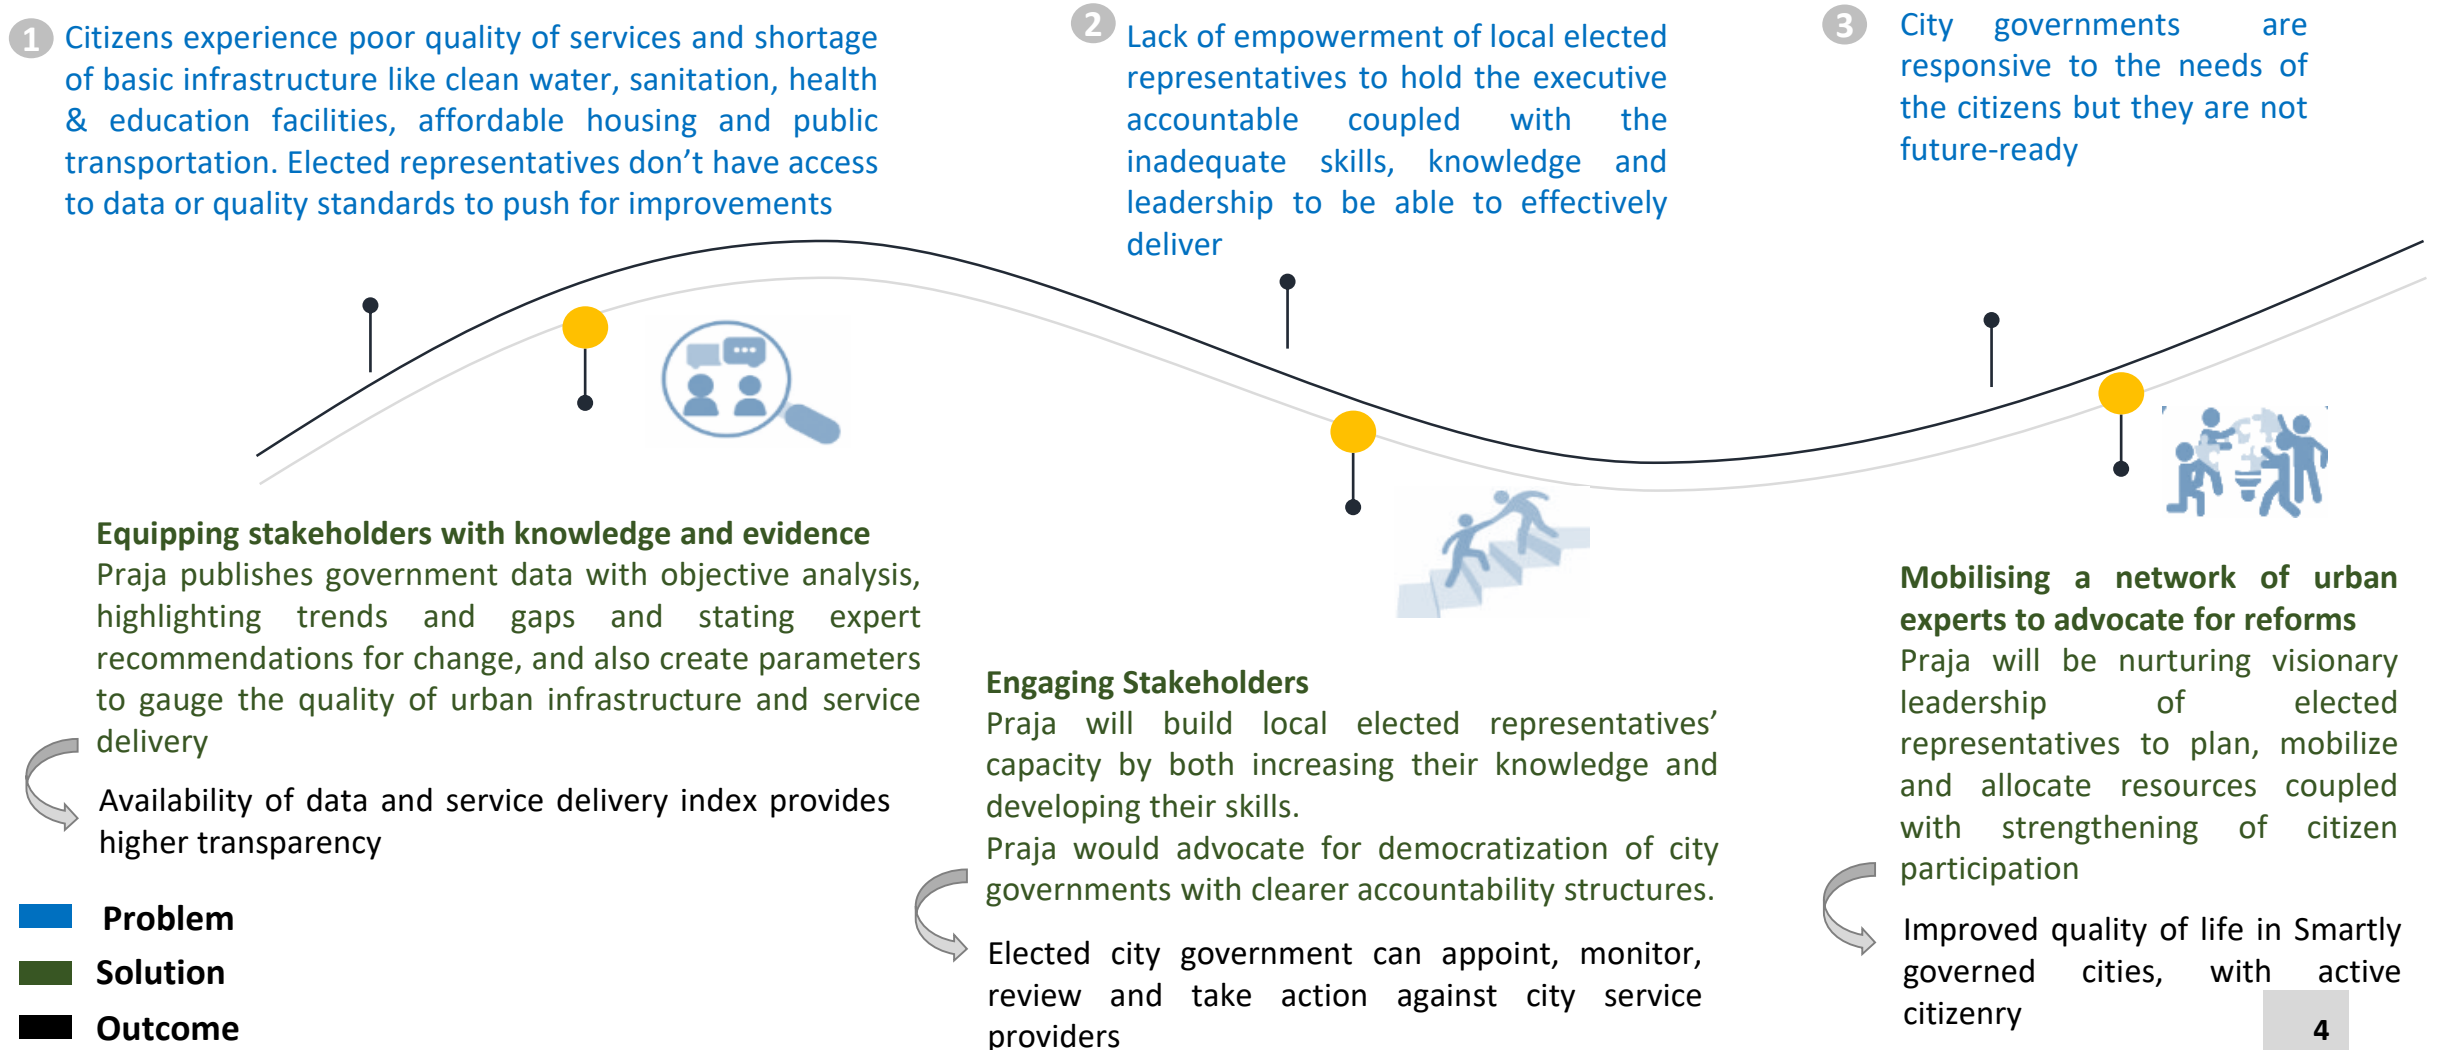 1
Citizens experience poor quality of services and shortage
of basic infrastructure like clean water, sanitation, health
& education facilities, affordable housing and public
transportation. Elected representatives don’t have access
to data or quality standards to push for improvements
2
Lack of empowerment of local elected
representatives to hold the executive
accountable coupled with the
inadequate skills, knowledge and
leadership to be able to effectively
deliver
3
City governments are
responsive to the needs of
the citizens but they are not
future-ready
Equipping stakeholders with knowledge and evidence
Praja publishes government data with objective analysis,
highlighting trends and gaps and stating expert
recommendations for change, and also create parameters
to gauge the quality of urban infrastructure and service
delivery
Availability of data and service delivery index provides
higher transparency
Engaging Stakeholders
Praja will build local elected representatives’
capacity by both increasing their knowledge and
developing their skills.
Praja would advocate for democratization of city
governments with clearer accountability structures.
Elected city government can appoint, monitor,
review and take action against city service
providers
Mobilising a network of urban
experts to advocate for reforms
Praja will be nurturing visionary
leadership of elected
representatives to plan, mobilize
and allocate resources coupled
with strengthening of citizen
participation
Improved quality of life in Smartly
governed cities, with active
citizenry
Problem
Solution
Outcome
4